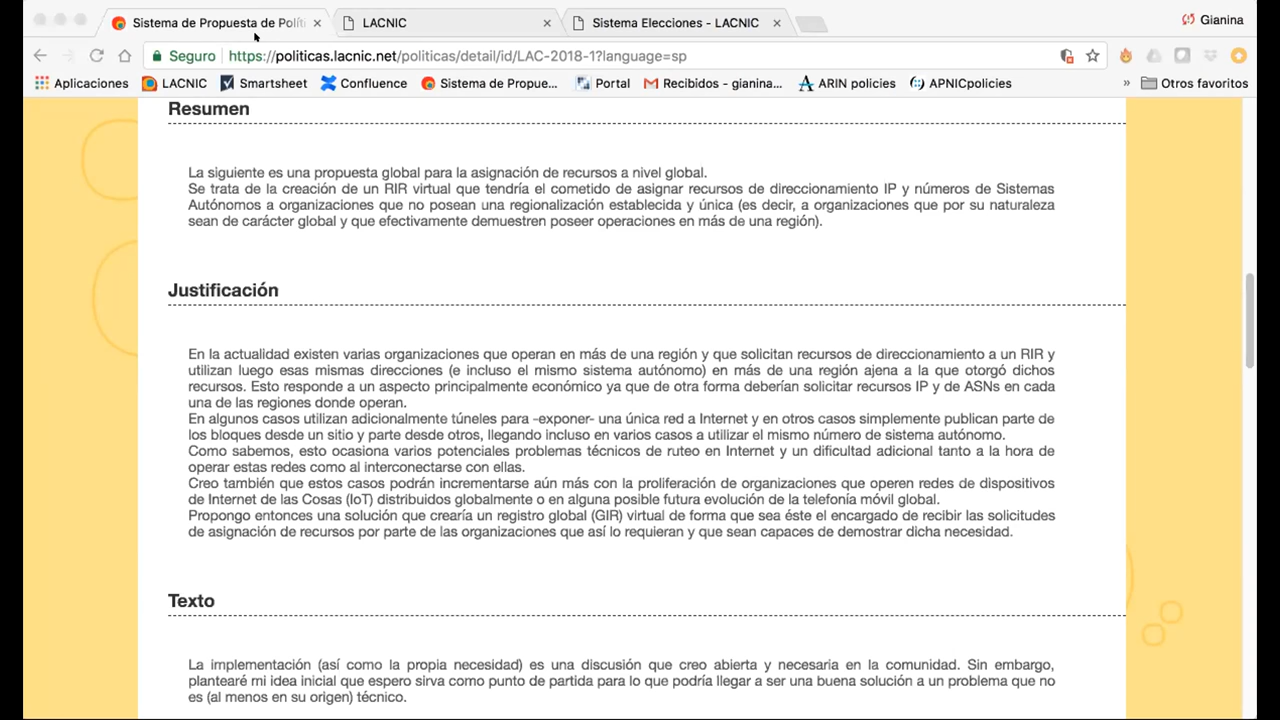 Sistema de Propuesta de Políti
LACNIC
Sistema Elecciones - LACNIC
Gianina
Seguro https://politicas.lacnic.net/politicas/detail/id/LAC-2018-1?language=sp
Aplicaciones LACNIC Smartsheet Confluence Sistema de Propue... Portal Recibidos - gianina... ARIN policies APNICpolicies » Otros favoritos
Resumen
La siguiente es una propuesta global para la asignación de recursos a nivel global.
Se trata de la creación de un RIR virtual que tendría el cometido de asignar recursos de direccionamiento IP y números de Sistemas
Autónomos a organizaciones que no posean una regionalización establecida y única (es decir, a organizaciones que por su naturaleza
sean de carácter global y que efectivamente demuestren poseer operaciones en más de una región).
Justificación
En la actualidad existen varias organizaciones que operan en más de una región y que solicitan recursos de direccionamiento a un RIR y
utilizan luego esas mismas direcciones (e incluso el mismo sistema autónomo) en más de una región ajena a la que otorgó dichos
recursos. Esto responde a un aspecto principalmente económico ya que de otra forma deberían solicitar recursos IP y de ASNs en cada
una de las regiones donde operan.
En algunos casos utilizan adicionalmente túneles para -exponer- una única red a Internet y en otros casos simplemente publican parte de
los bloques desde un sitio y parte desde otros, llegando incluso en varios casos a utilizar el mismo número de sistema autónomo.
Como sabemos, esto ocasiona varios potenciales problemas técnicos de ruteo en Internet y un dificultad adicional tanto a la hora de
operar estas redes como al interconectarse con ellas.
Creo también que estos casos podrán incrementarse aún más con la proliferación de organizaciones que operen redes de dispositivos
de Internet de las Cosas (IoT) distribuidos globalmente o en alguna posible futura evolución de la telefonía móvil global.
Propongo entonces una solución que crearía un registro global (GIR) virtual de forma que sea éste el encargado de recibir las solicitudes
de asignación de recursos por parte de las organizaciones que así lo requieran y que sean capaces de demostrar dicha necesidad.
Texto
La implementación (así como la propia necesidad) es una discusión que creo abierta y necesaria en la comunidad. Sin embargo,
plantearé mi idea inicial que espero sirva como punto de partida para lo que podría llegar a ser una buena solución a un problema que no
es (al menos en su origen) técnico.